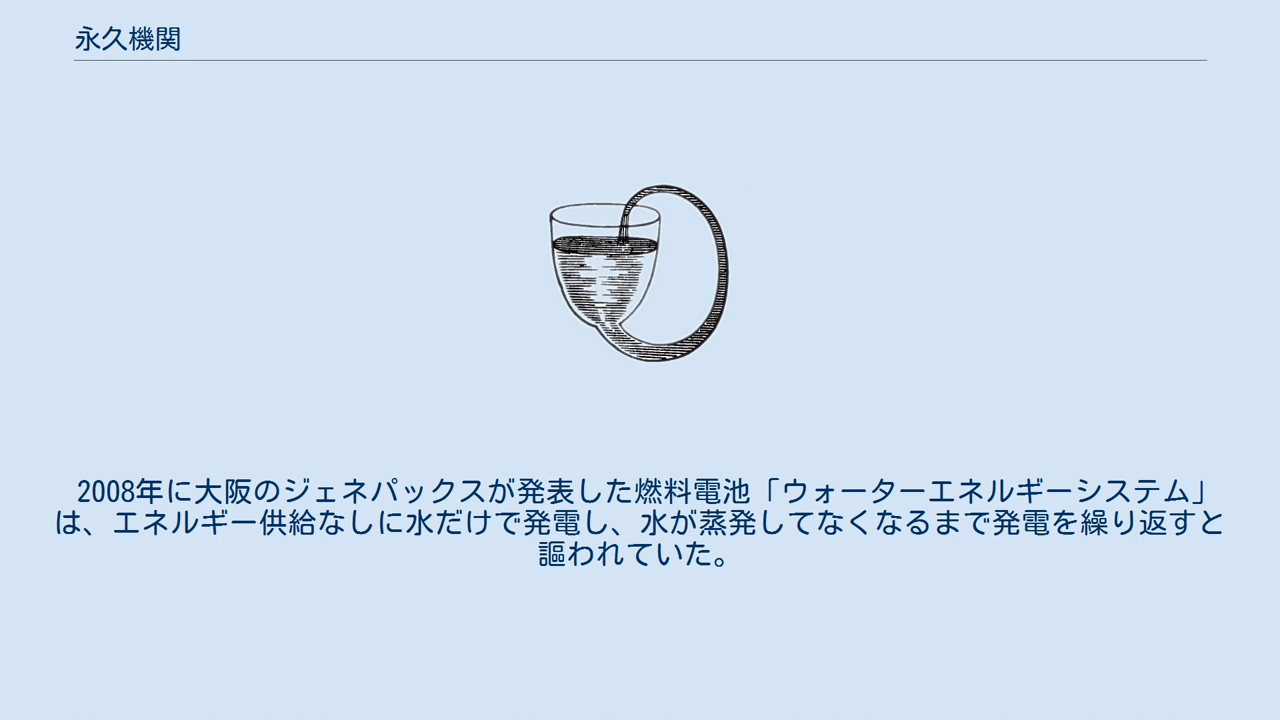 永久機関
2008年に大阪のジェネパックスが発表した燃料電池「ウォーターエネルギーシステム」
は、エネルギー供給なしに水だけで発電し、水が蒸発してなくなるまで発電を繰り返すと
謳われていた。